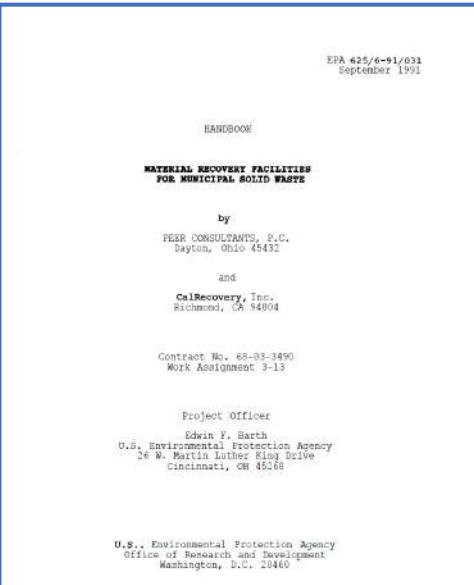 EPA 625/6-91/031
September 1991
HANDBOOK
MATERIAL RECOVERY FACILITIES
FOR MUNICIPAL SOLID WASTE
by
PEER CONSULTANTS, P.C.
Dayton, Ohio 45432
and
CalRecovery, Inc.
Richmond, CA 94804
Contract No. 68-03-3490
Work Assignment 3-13
Project Officer
Edwin F. Barth
U.S. Environmental Protection Agency
26 W. Martin Luther King Drive
Cincinnati, OH 45268
U.S.. Environmental Protection Agency
Office of Research and Development
Washington, D.C. 20460